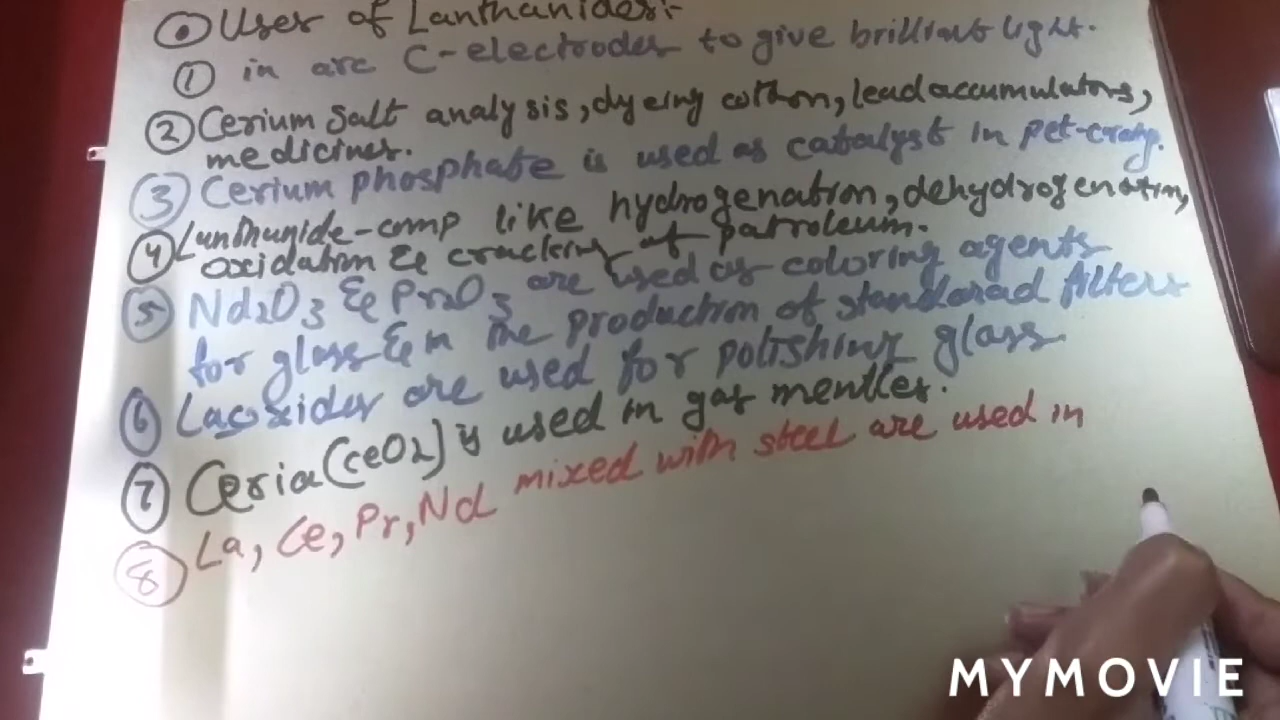 ⊙ Uses of Lanthanides:-
① in arc C-electrodes to give brilliant light.
② Cerium Salt analysis, dyeing cotton, lead accumulators,
medicines.
③ Cerium phosphate is used as catalyst in pet-crag.
④ Lanthanide-comp like hydrogenation, dehydrogenation,
oxidation & cracking of patroleum.
⑤ Nd2O3 & Pr2O3 are used as coloring agents
for glass & in the production of standarad filters
⑥ Laoxides are used for polishing glass
⑦ Ceria (ceO2) is used in gas mentles.
⑧ La, Ce, Pr, Nd mixed with steel are used in
MYMOVIE